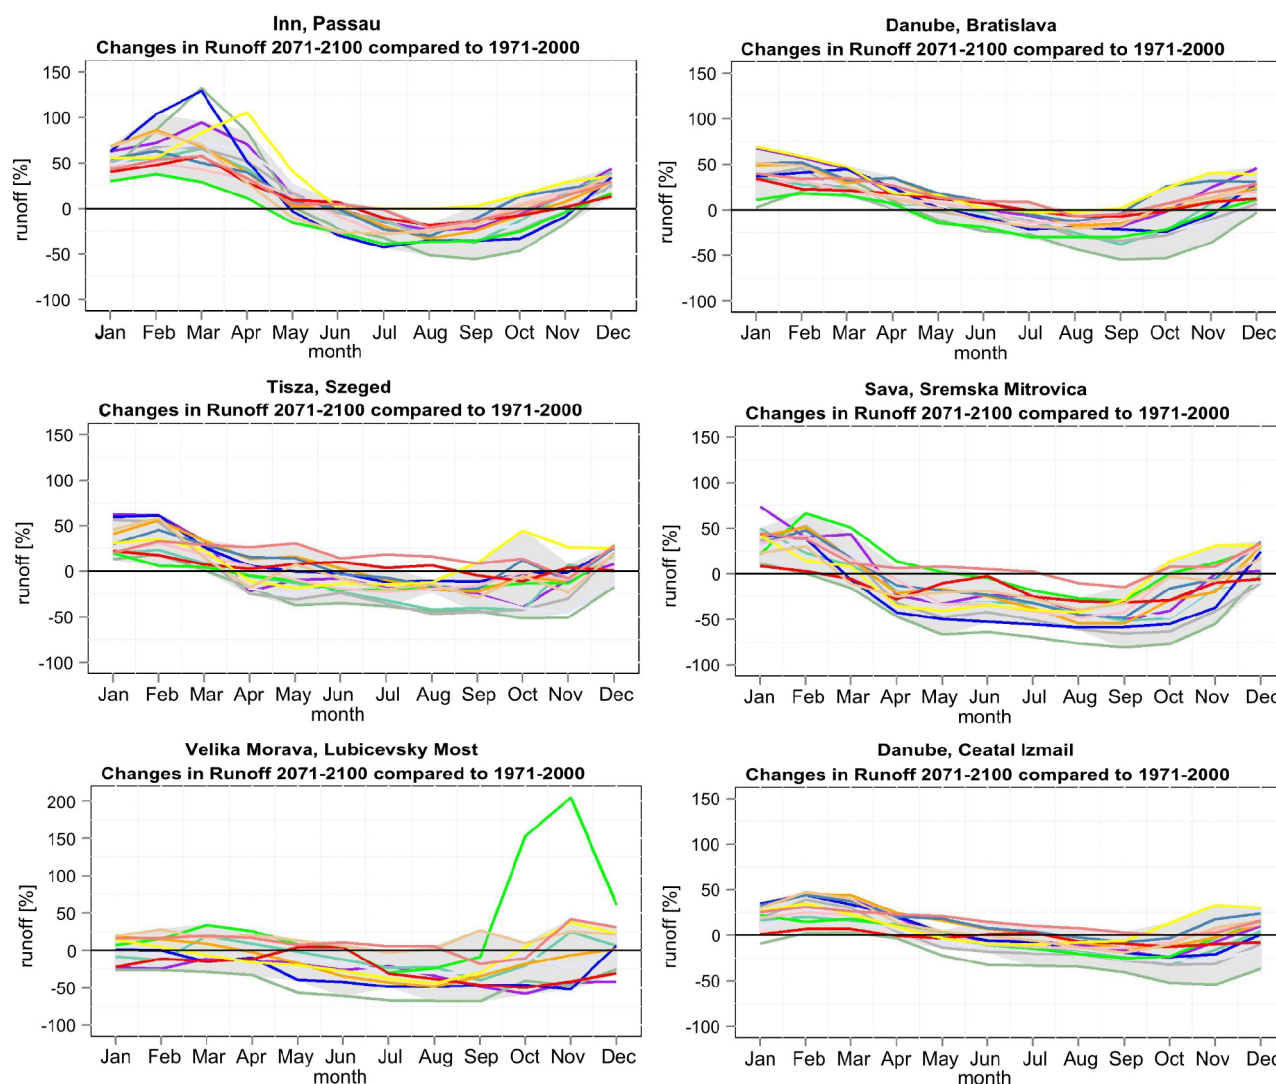 Inn, Passau
Changes in Runoff 2071-2100 compared to 1971-2000
150
100
50
0
-50
-100
runoff [%]
Jan Feb Mar Apr May Jun Jul Aug Sep Oct Nov Dec
month
Danube, Bratislava
Changes in Runoff 2071-2100 compared to 1971-2000
150
100
50
0
-50
-100
runoff [%]
Jan Feb Mar Apr May Jun Jul Aug Sep Oct Nov Dec
month
Tisza, Szeged
Changes in Runoff 2071-2100 compared to 1971-2000
150
100
50
0
-50
-100
runoff [%]
Jan Feb Mar Apr May Jun Jul Aug Sep Oct Nov Dec
month
Sava, Sremska Mitrovica
Changes in Runoff 2071-2100 compared to 1971-2000
150
100
50
0
-50
-100
runoff [%]
Jan Feb Mar Apr May Jun Jul Aug Sep Oct Nov Dec
month
Velika Morava, Lubicevsky Most
Changes in Runoff 2071-2100 compared to 1971-2000
200
150
100
50
0
-50
-100
runoff [%]
Jan Feb Mar Apr May Jun Jul Aug Sep Oct Nov Dec
month
Danube, Ceatal Izmail
Changes in Runoff 2071-2100 compared to 1971-2000
150
100
50
0
-50
-100
runoff [%]
Jan Feb Mar Apr May Jun Jul Aug Sep Oct Nov Dec
month